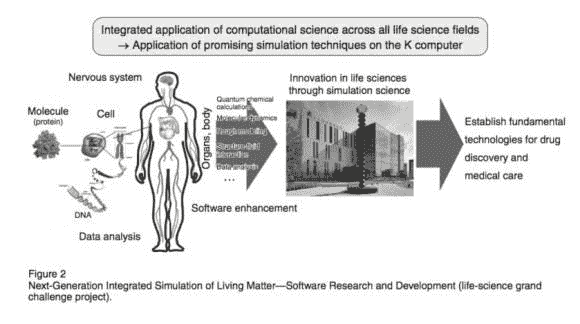 Integrated application of computational science across all life science fields
→ Application of promising simulation techniques on the K computer
Nervous system
Molecule
(protein)
Cell
DNA
Data analysis
Organs, body
Quantum chemical
calculations
Molecular dynamics
Rough modeling
Structure-fluid
interaction
Data analysis
...
Software enhancement
Innovation in life sciences
through simulation science
Establish fundamental
technologies for drug
discovery and
medical care
Figure 2
Next-Generation Integrated Simulation of Living Matter—Software Research and Development (life-science grand
challenge project).